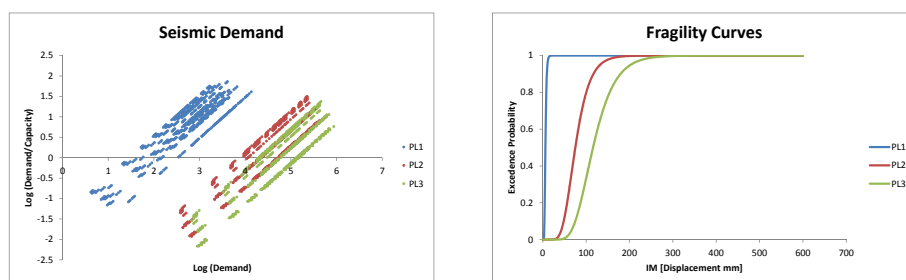 Seismic Demand
2.5
2
1.5
1
0.5
0
-0.5
-1
-1.5
-2
-2.5
0 1 2 3 4 5 6 7
Log (Demand/Capacity)
Log (Demand)
PL1
PL2
PL3
Fragility Curves
1
0.8
0.6
0.4
0.2
0
0 100 200 300 400 500 600 700
Excedence Probability
IM [Displacement mm]
PL1
PL2
PL3